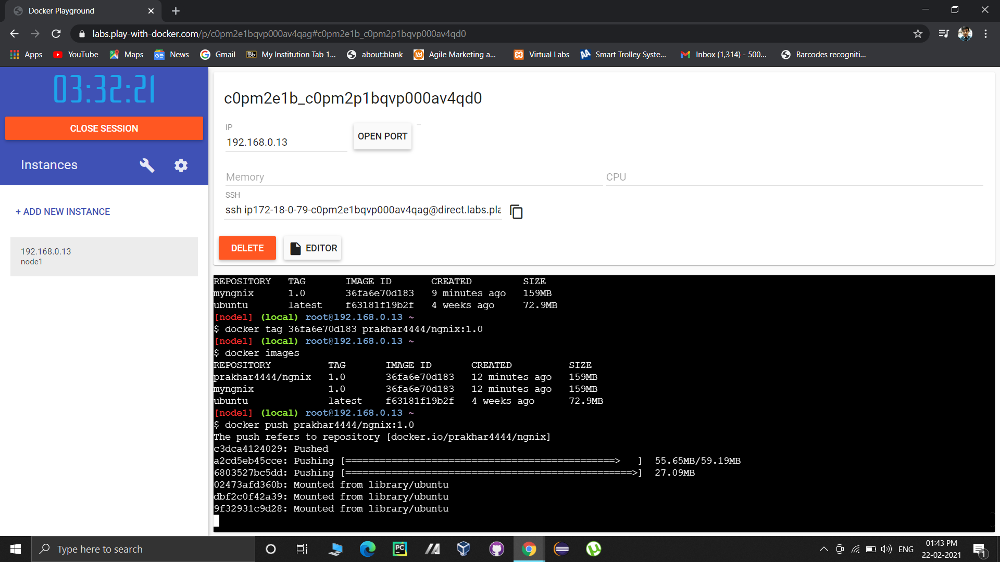 Docker Playground
labs.play-with-docker.com/p/c0pm2e1bqvp000av4qag#c0pm2e1b_c0pm2p1bqvp000av4qd0
Apps YouTube Maps News Gmail Bb My Institution Tab 1... about:blank Agile Marketing a... Virtual Labs Smart Trolley Syste... Inbox (1,314) - 500... Barcodes recogniti...
03:32:21
CLOSE SESSION
Instances
+ ADD NEW INSTANCE
192.168.0.13
node1
c0pm2e1b_c0pm2p1bqvp000av4qd0
IP
192.168.0.13
OPEN PORT
Memory
CPU
SSH
ssh ip172-18-0-79-c0pm2e1bqvp000av4qag@direct.labs.pla
DELETE
EDITOR
REPOSITORY TAG IMAGE ID CREATED SIZE
myngnix 1.0 36fa6e70d183 9 minutes ago 159MB
ubuntu latest f63181f19b2f 4 weeks ago 72.9MB
[node1] (local) root@192.168.0.13 ~
$ docker tag 36fa6e70d183 prakhar4444/ngnix:1.0
[node1] (local) root@192.168.0.13 ~
$ docker images
REPOSITORY TAG IMAGE ID CREATED SIZE
prakhar4444/ngnix 1.0 36fa6e70d183 12 minutes ago 159MB
myngnix 1.0 36fa6e70d183 12 minutes ago 159MB
ubuntu latest f63181f19b2f 4 weeks ago 72.9MB
[node1] (local) root@192.168.0.13 ~
$ docker push prakhar4444/ngnix:1.0
The push refers to repository [docker.io/prakhar4444/ngnix]
c3dca4124029: Pushed
a2cd5eb45cce: Pushing [===============================================> ] 55.65MB/59.19MB
6803527bc5dd: Pushing [==================================================>] 27.09MB
02473afd360b: Mounted from library/ubuntu
dbf2c0f42a39: Mounted from library/ubuntu
9f32931c9d28: Mounted from library/ubuntu
Type here to search
PC
ENG
01:43 PM
22-02-2021
1